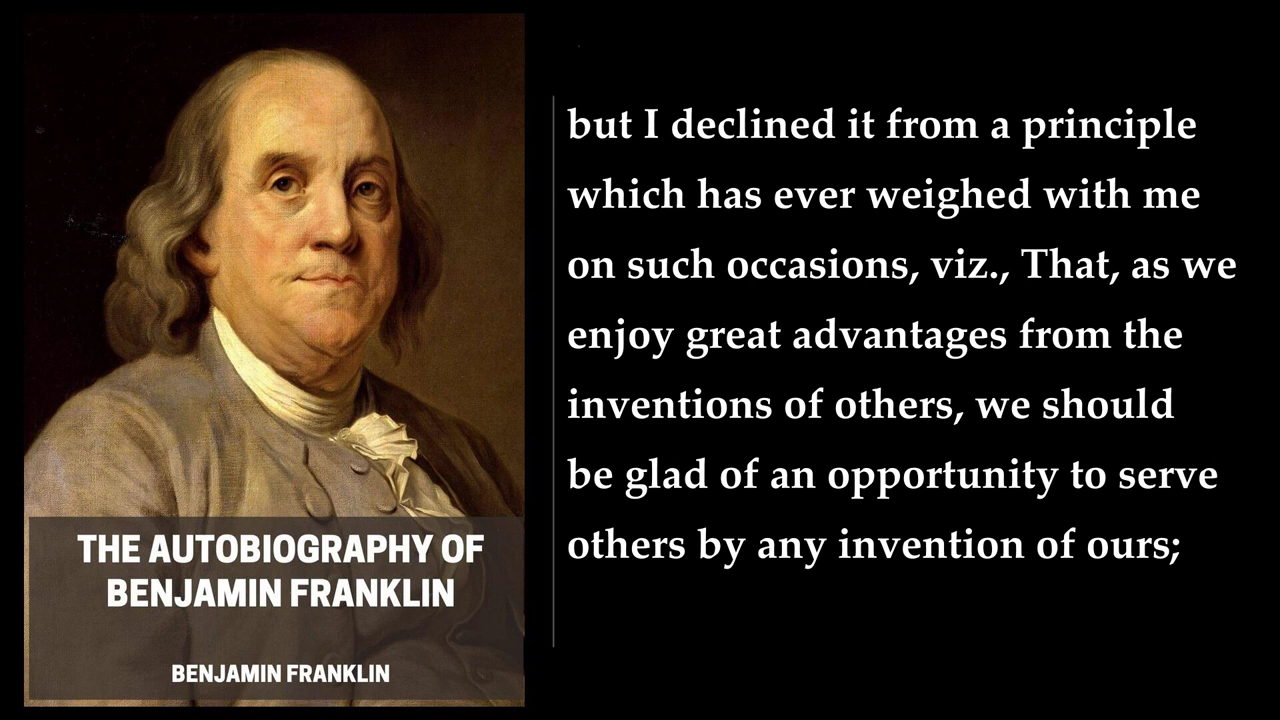 THE AUTOBIOGRAPHY OF
BENJAMIN FRANKLIN
BENJAMIN FRANKLIN
but I declined it from a principle
which has ever weighed with me
on such occasions, viz., That, as we
enjoy great advantages from the
inventions of others, we should
be glad of an opportunity to serve
others by any invention of ours;